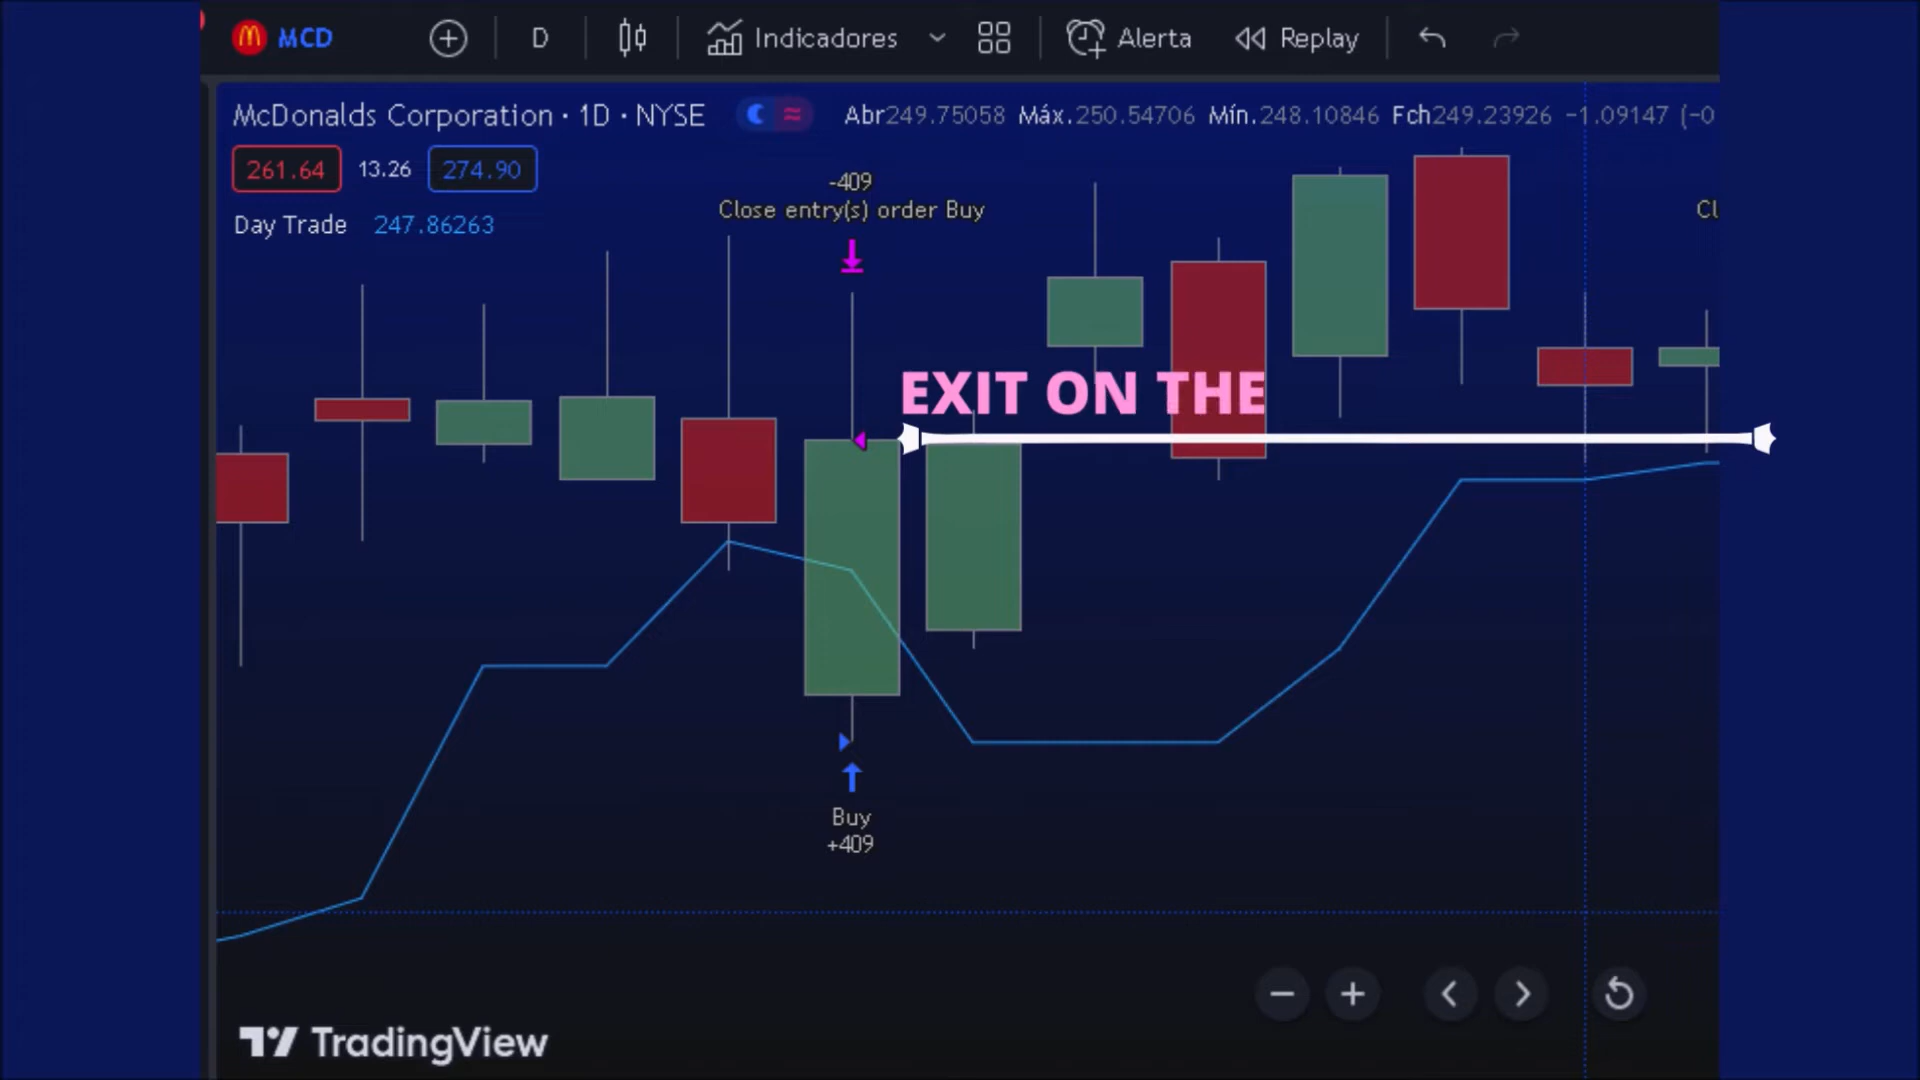 MCD D Indicadores Alerta Replay
McDonalds Corporation · 1D · NYSE Abr249.75058 Máx.250.54706 Mín.248.10846 Fch249.23926 −1.09147 (−0
261.64 13.26 274.90
Day Trade 247.86263
-409
Close entry(s) order Buy
Cl
EXIT ON THE
Buy
+409
TradingView